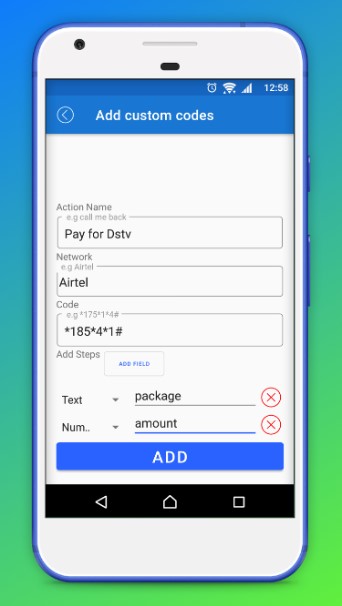 12:58
Add custom codes
Action Name
e.g call me back
Pay for Dstv
Network
e.g Airtel
Airtel
Code
e.g *175*1*4#
*185*4*1#
Add Steps
ADD FIELD
Text package
Num.. amount
ADD